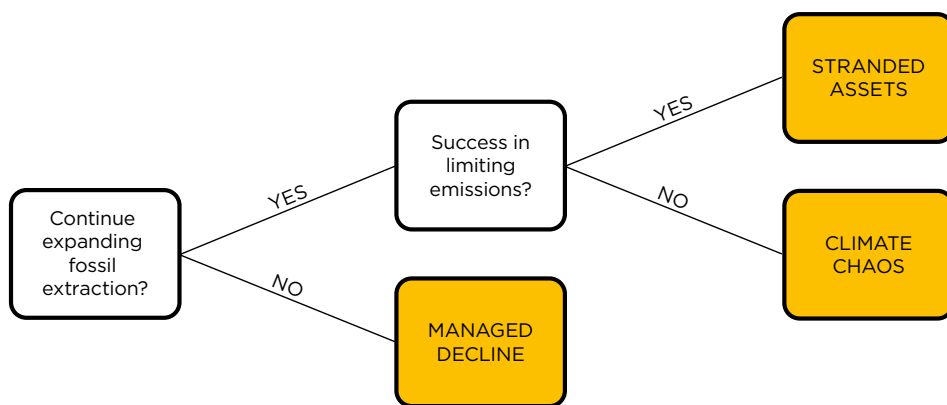 Continue
expanding
fossil
extraction?
YES
NO
Success in
limiting
emissions?
MANAGED
DECLINE
YES
NO
STRANDED
ASSETS
CLIMATE
CHAOS